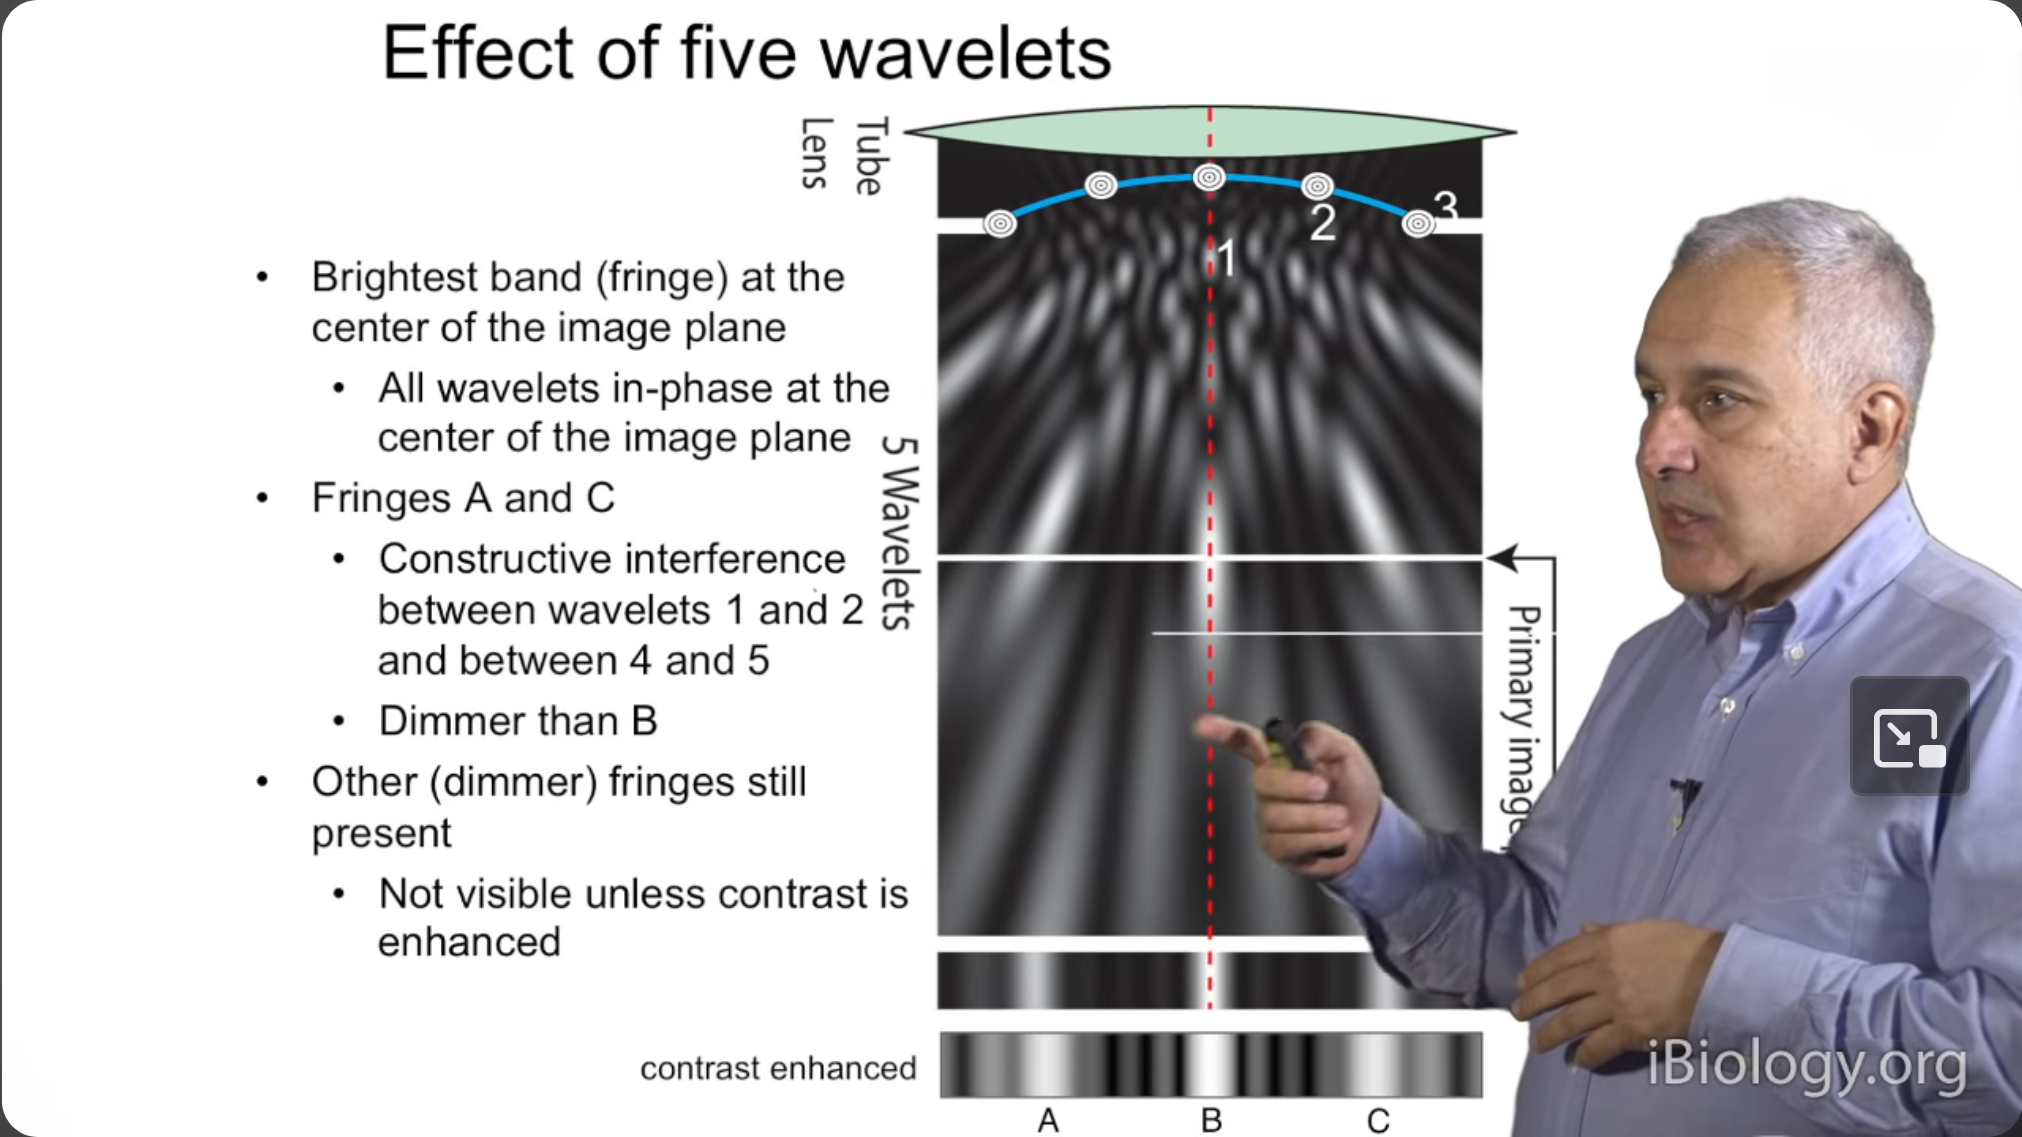 Effect of five wavelets
Tube
Lens
1
2
3
• Brightest band (fringe) at the
center of the image plane
• All wavelets in-phase at the
center of the image plane
• Fringes A and C
• Constructive interference
between wavelets 1 and 2
and between 4 and 5
• Dimmer than B
• Other (dimmer) fringes still
present
• Not visible unless contrast is
enhanced
5 Wavelets
Primary image
contrast enhanced
A B C
iBiology.org